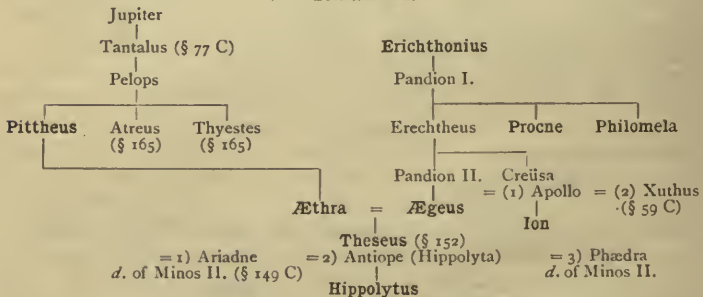 Jupiter
Tantalus (§ 77 C) Erichthonius
Pelops Pandion I.
Pittheus Atreus Thyestes Erechtheus Procne Philomela
(§ 165) (§ 165)
Pandion II. Creüsa
= (1) Apollo = (2) Xuthus
Æthra = Ægeus (§ 59 C)
Ion
Theseus (§ 152)
= 1) Ariadne = 2) Antiope (Hippolyta) = 3) Phædra
d. of Minos II. (§ 149 C) d. of Minos II.
Hippolytus